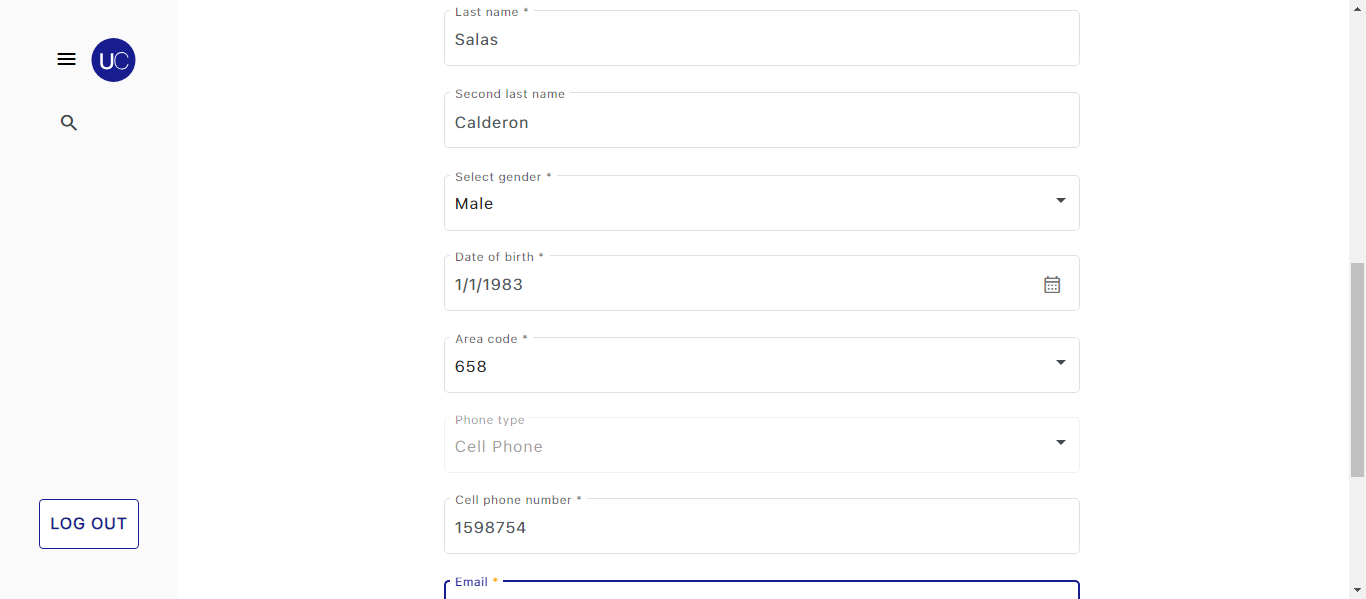 UC
LOG OUT
Last name *
Salas
Second last name
Calderon
Select gender *
Male
Date of birth *
1/1/1983
Area code *
658
Phone type
Cell Phone
Cell phone number *
1598754
Email *